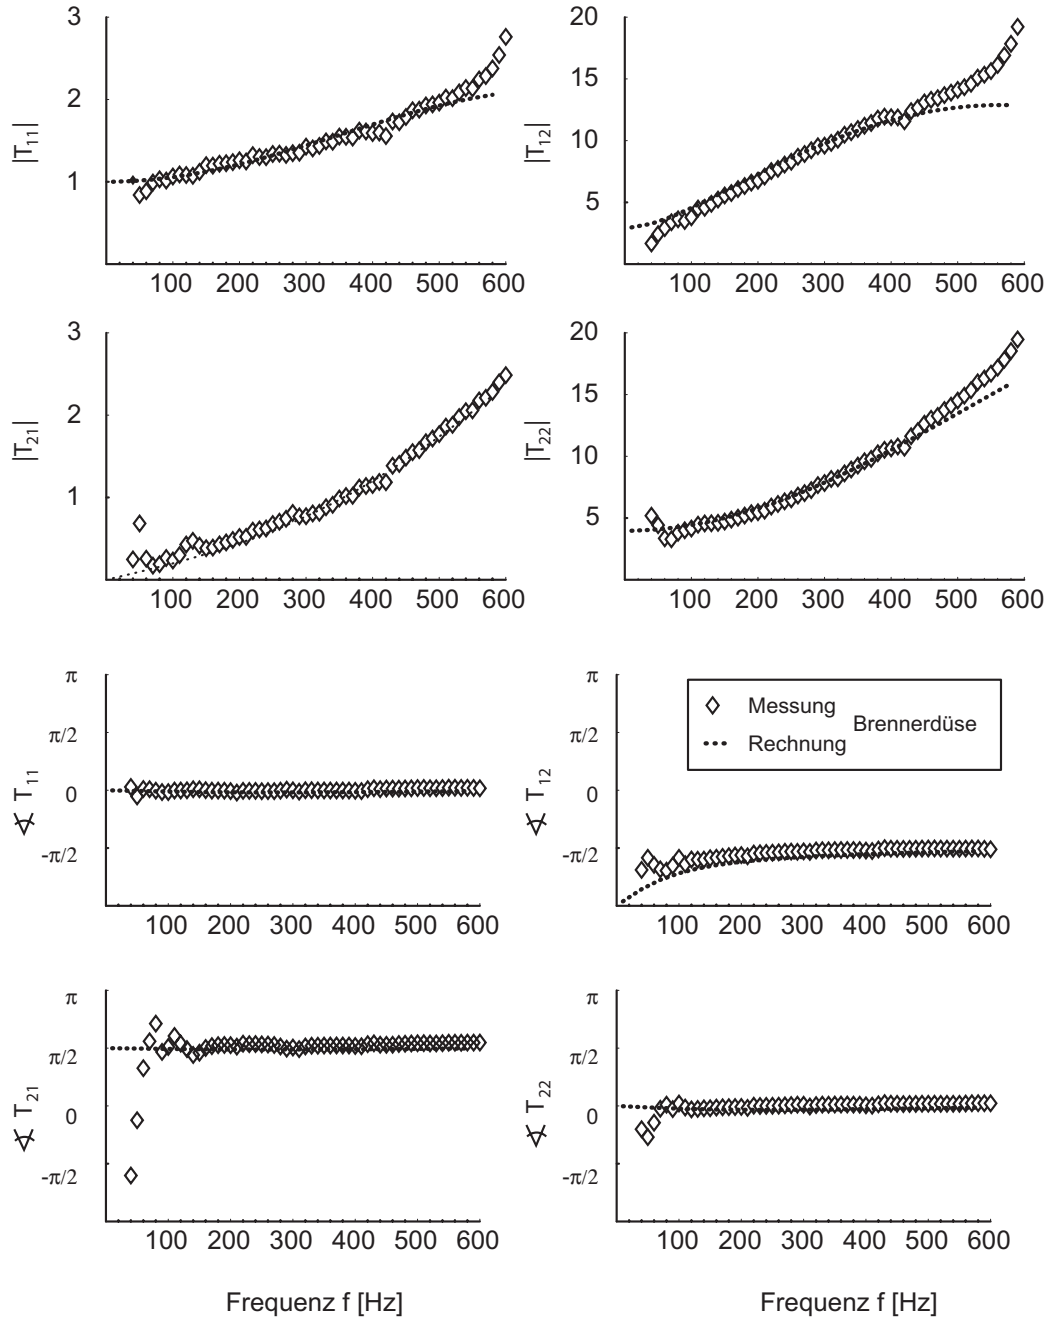 3 2 1 |T11| 100 200 300 400 500 600
20 15 10 5 |T12| 100 200 300 400 500 600
3 2 1 |T21| 100 200 300 400 500 600
20 15 10 5 |T22| 100 200 300 400 500 600
π π/2 0 -π/2 ∢ T11 100 200 300 400 500 600
π π/2 0 -π/2 ∢ T12 100 200 300 400 500 600
Messung
Rechnung
Brennerdüse
π π/2 0 -π/2 ∢ T21 100 200 300 400 500 600
π π/2 0 -π/2 ∢ T22 100 200 300 400 500 600
Frequenz f [Hz]
Frequenz f [Hz]